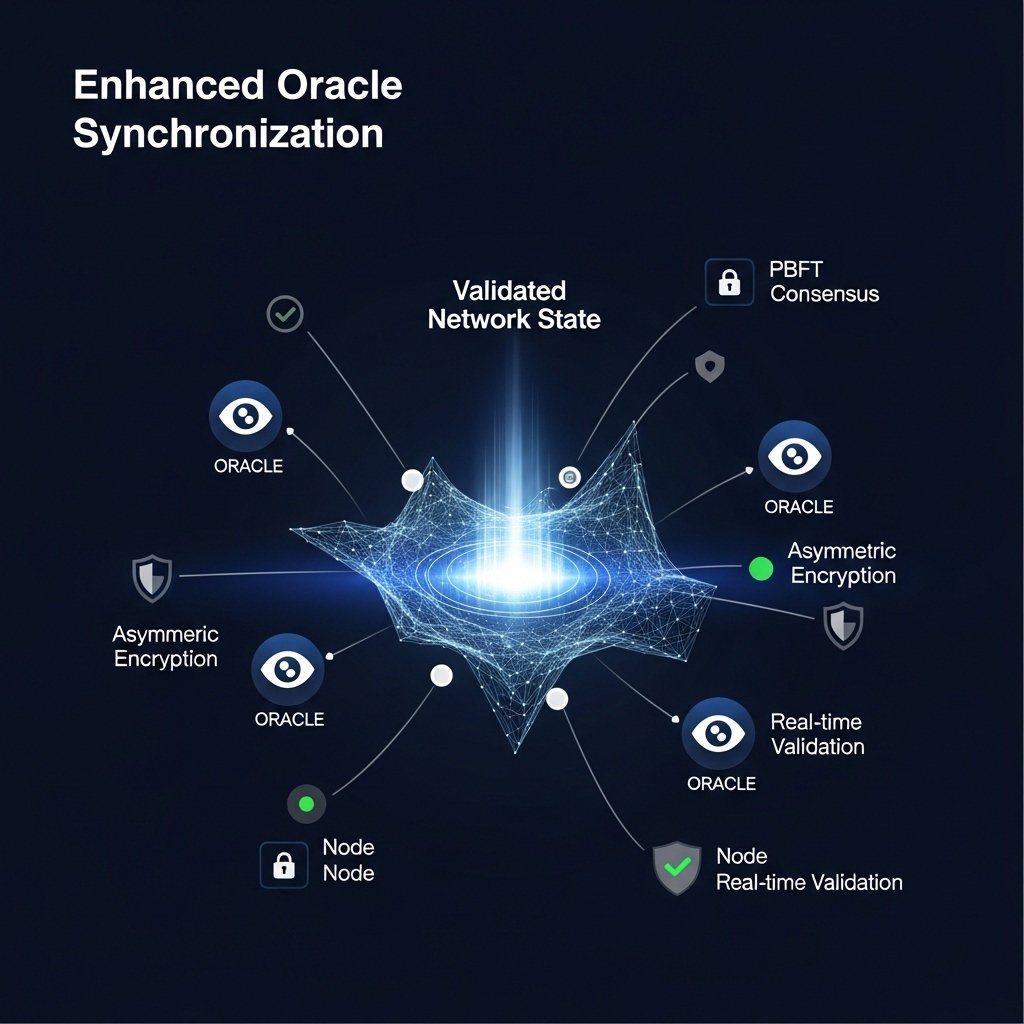 Enhanced Oracle
Synchronization
Validated
Network State
PBFT
Consensus
ORACLE
ORACLE
Asymmetric
Encryption
Asymmeric
Encryption
ORACLE
Real-time
Validation
ORACLE
Node
Node
Node
Real-time Validation